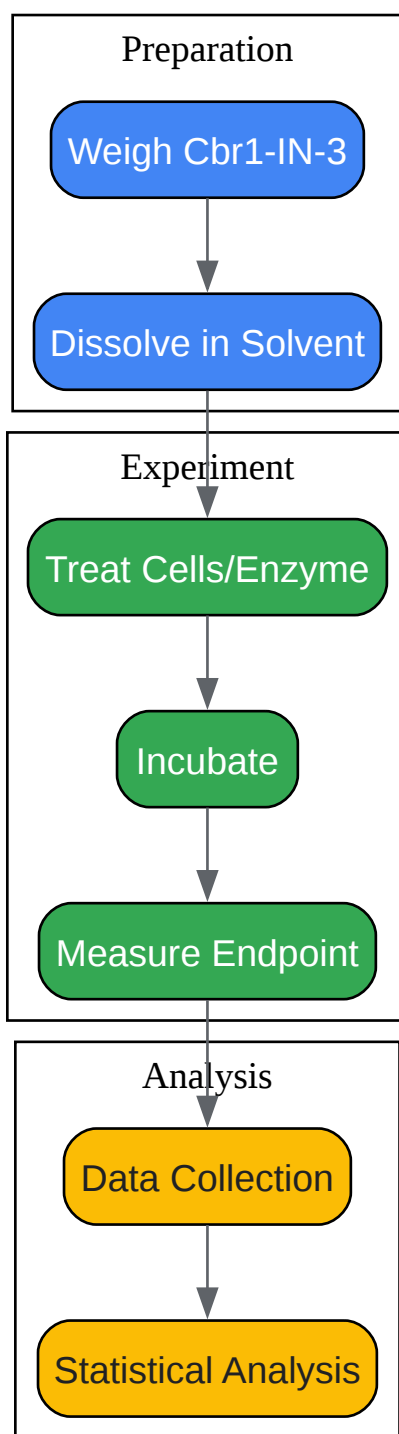 Preparation
Weigh Cbr1-IN-3
Dissolve in Solvent
Experiment
Treat Cells/Enzyme
Incubate
Measure Endpoint
Analysis
Data Collection
Statistical Analysis